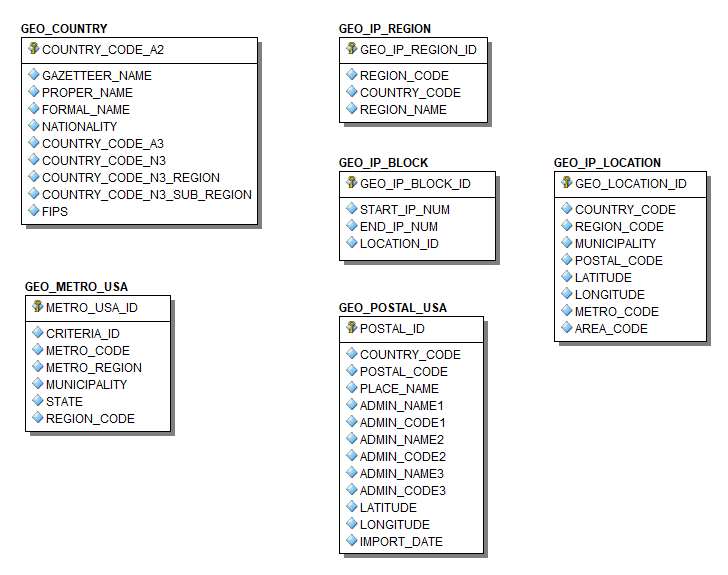 GEO_COUNTRY
COUNTRY_CODE_A2
GAZETTEER_NAME
PROPER_NAME
FORMAL_NAME
NATIONALITY
COUNTRY_CODE_A3
COUNTRY_CODE_N3
COUNTRY_CODE_N3_REGION
COUNTRY_CODE_N3_SUB_REGION
FIPS
GEO_IP_REGION
GEO_IP_REGION_ID
REGION_CODE
COUNTRY_CODE
REGION_NAME
GEO_IP_BLOCK
GEO_IP_BLOCK_ID
START_IP_NUM
END_IP_NUM
LOCATION_ID
GEO_IP_LOCATION
GEO_LOCATION_ID
COUNTRY_CODE
REGION_CODE
MUNICIPALITY
POSTAL_CODE
LATITUDE
LONGITUDE
METRO_CODE
AREA_CODE
GEO_METRO_USA
METRO_USA_ID
CRITERIA_ID
METRO_CODE
METRO_REGION
MUNICIPALITY
STATE
REGION_CODE
GEO_POSTAL_USA
POSTAL_ID
COUNTRY_CODE
POSTAL_CODE
PLACE_NAME
ADMIN_NAME1
ADMIN_CODE1
ADMIN_NAME2
ADMIN_CODE2
ADMIN_NAME3
ADMIN_CODE3
LATITUDE
LONGITUDE
IMPORT_DATE